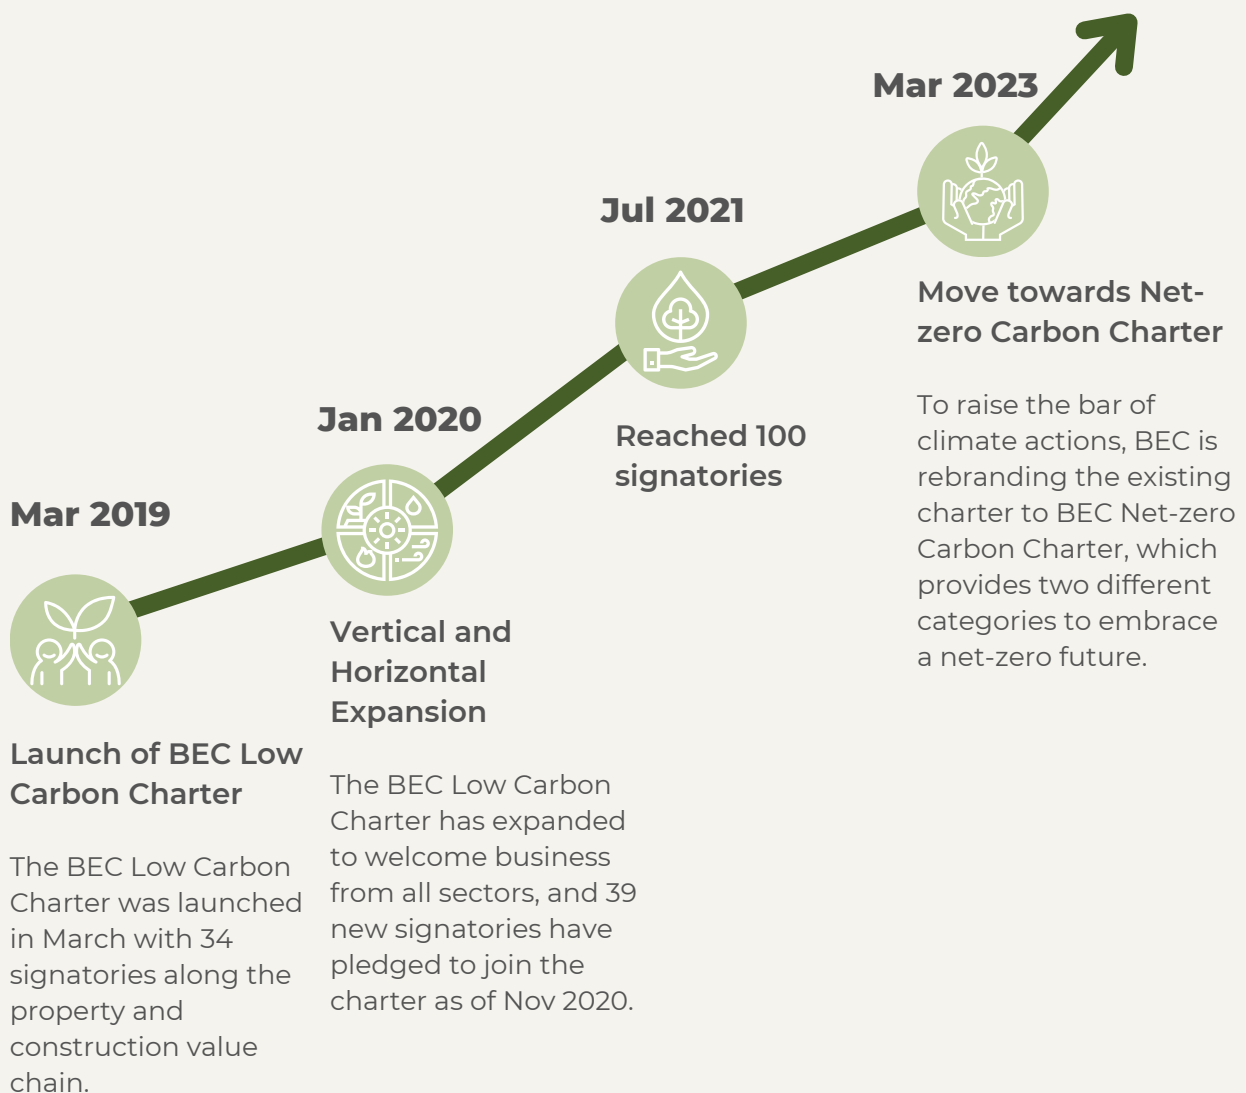 Mar 2019
Launch of BEC Low
Carbon Charter
The BEC Low Carbon
Charter was launched
in March with 34
signatories along the
property and
construction value
chain.
Jan 2020
Vertical and
Horizontal
Expansion
The BEC Low Carbon
Charter has expanded
to welcome business
from all sectors, and 39
new signatories have
pledged to join the
charter as of Nov 2020.
Jul 2021
Reached 100
signatories
Mar 2023
Move towards Net-
zero Carbon Charter
To raise the bar of
climate actions, BEC is
rebranding the existing
charter to BEC Net-zero
Carbon Charter, which
provides two different
categories to embrace
a net-zero future.